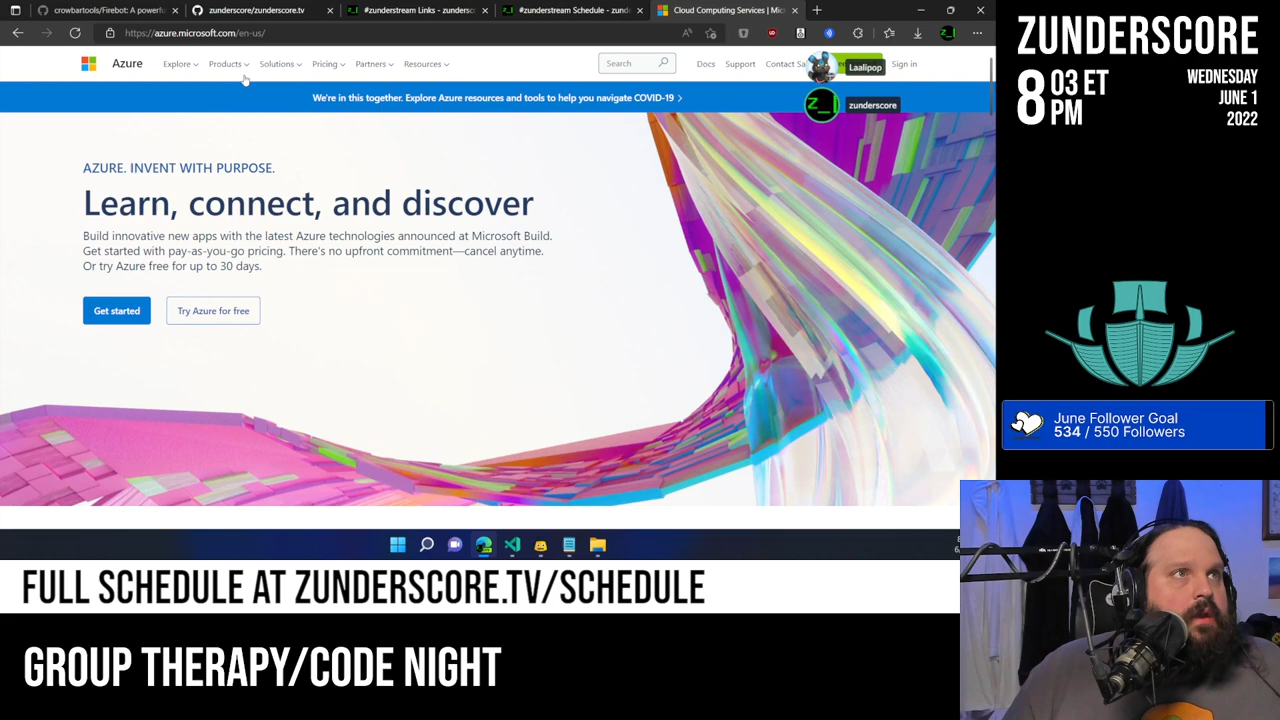 crowbartools/Firebot: A powerfu
zunderscore/zunderscore.tv
#zunderstream Links - zundersc
#zunderstream Schedule - zunde
Cloud Computing Services | Mic
https://azure.microsoft.com/en-us/
Azure
Explore
Products
Solutions
Pricing
Partners
Resources
Search
Docs
Support
Contact Sa
Laalipop
Sign in
We're in this together. Explore Azure resources and tools to help you navigate COVID-19
z_
zunderscore
AZURE. INVENT WITH PURPOSE.
Learn, connect, and discover
Build innovative new apps with the latest Azure technologies announced at Microsoft Build.
Get started with pay-as-you-go pricing. There's no upfront commitment—cancel anytime.
Or try Azure free for up to 30 days.
Get started
Try Azure for free
ZUNDERSCORE
8 03 ET PM
WEDNESDAY
JUNE 1
2022
June Follower Goal
534 / 550 Followers
FULL SCHEDULE AT ZUNDERSCORE.TV/SCHEDULE
GROUP THERAPY/CODE NIGHT